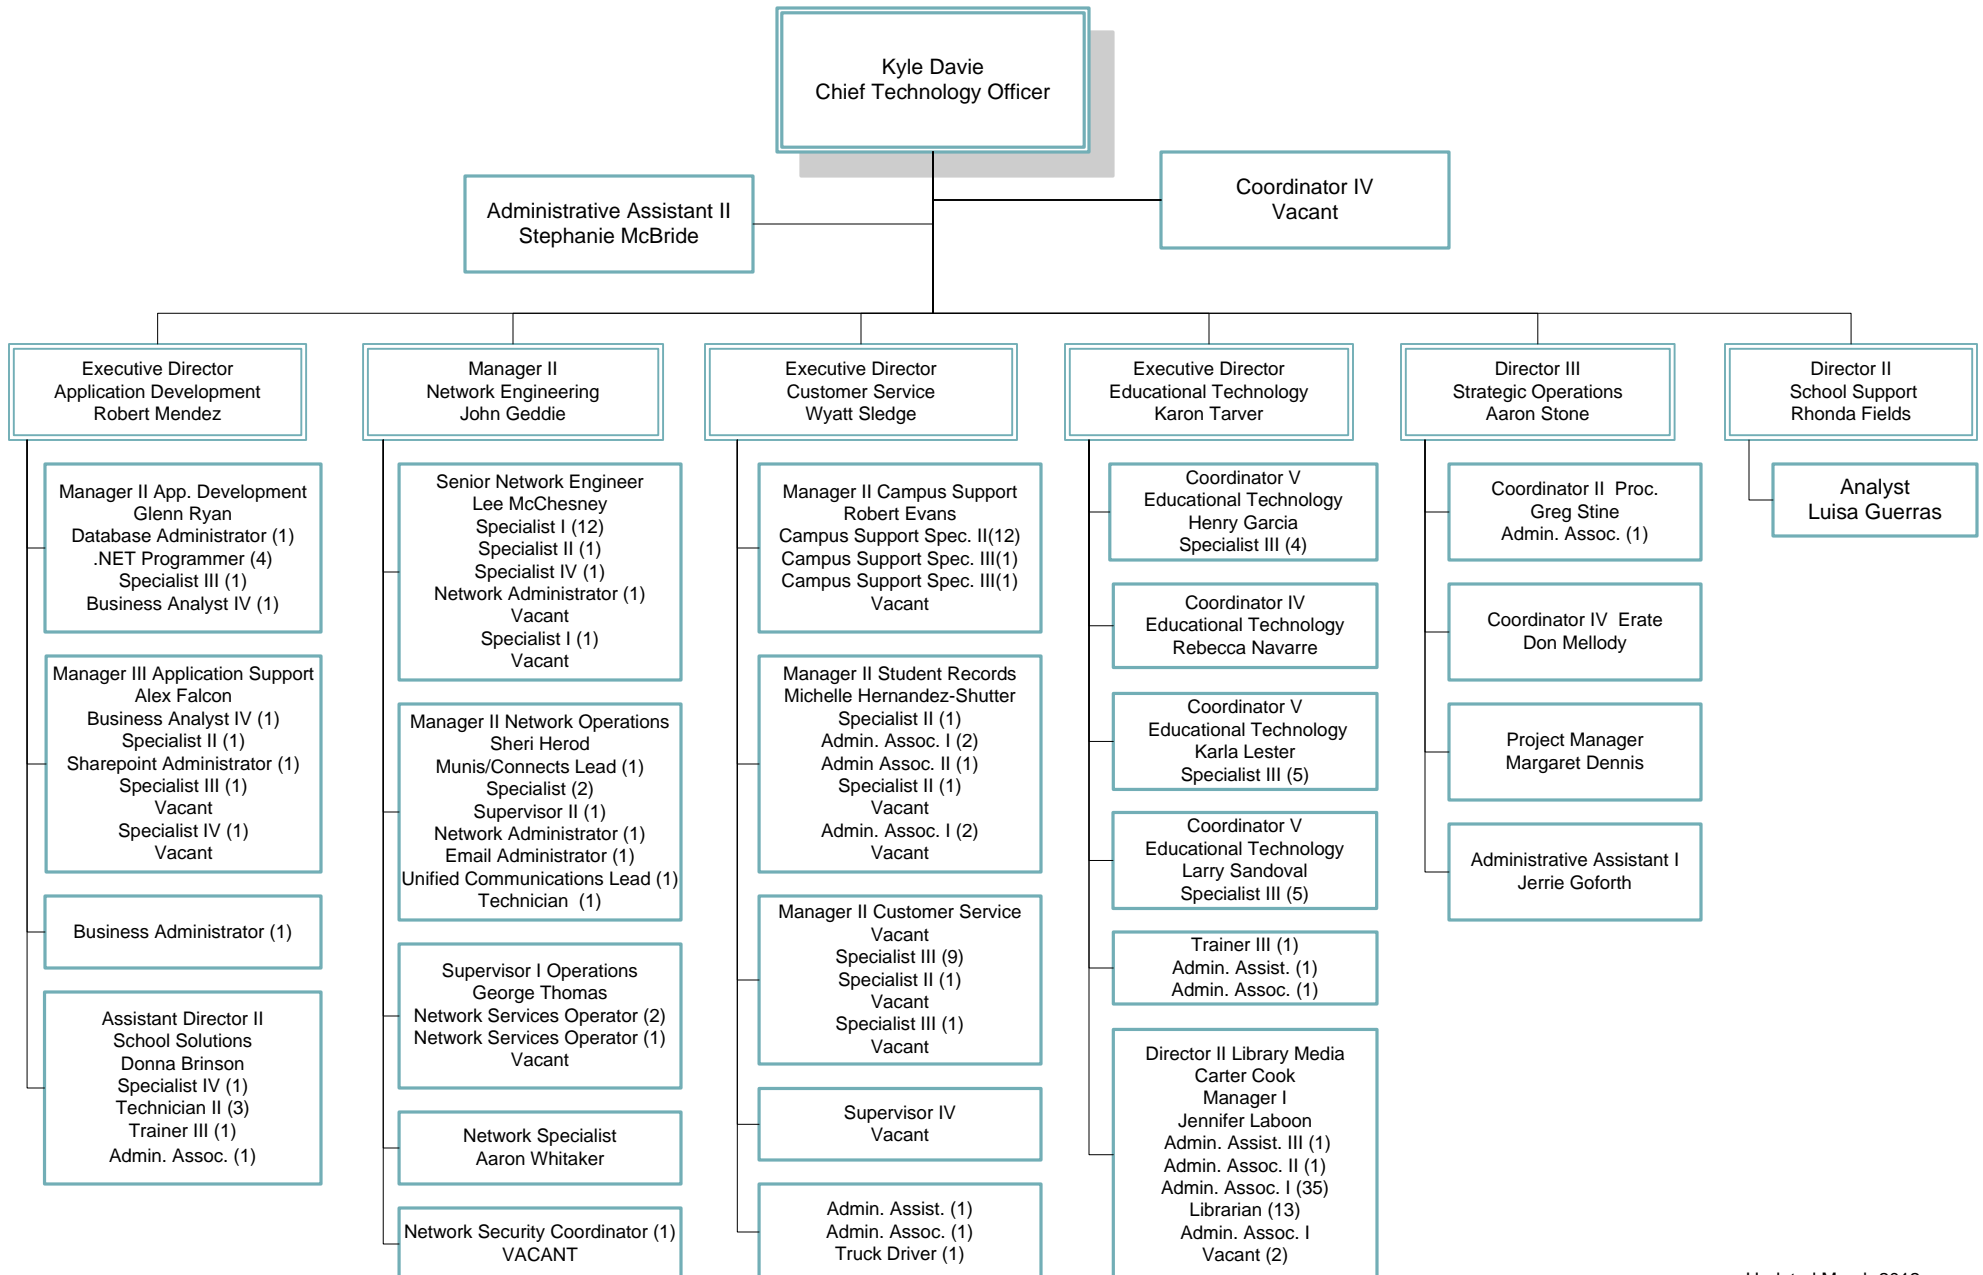 Kyle Davie
Chief Technology Officer
Administrative Assistant II
Stephanie McBride
Coordinator IV
Vacant
Executive Director
Application Development
Robert Mendez
Manager II
Network Engineering
John Geddie
Executive Director
Customer Service
Wyatt Sledge
Executive Director
Educational Technology
Karon Tarver
Director III
Strategic Operations
Aaron Stone
Director II
School Support
Rhonda Fields
Manager II App. Development
Glenn Ryan
Database Administrator (1)
.NET Programmer (4)
Specialist III (1)
Business Analyst IV (1)
Manager III Application Support
Alex Falcon
Business Analyst IV (1)
Specialist II (1)
Sharepoint Administrator (1)
Specialist III (1)
Vacant
Specialist IV (1)
Vacant
Business Administrator (1)
Assistant Director II
School Solutions
Donna Brinson
Specialist IV (1)
Technician II (3)
Trainer III (1)
Admin. Assoc. (1)
Senior Network Engineer
Lee McChesney
Specialist I (12)
Specialist II (1)
Specialist IV (1)
Network Administrator (1)
Vacant
Specialist I (1)
Vacant
Manager II Network Operations
Sheri Herod
Munis/Connects Lead (1)
Specialist (2)
Supervisor II (1)
Network Administrator (1)
Email Administrator (1)
Unified Communications Lead (1)
Technician (1)
Supervisor I Operations
George Thomas
Network Services Operator (2)
Network Services Operator (1)
Vacant
Network Specialist
Aaron Whitaker
Network Security Coordinator (1)
VACANT
Manager II Campus Support
Robert Evans
Campus Support Spec. II(12)
Campus Support Spec. III(1)
Campus Support Spec. III(1)
Vacant
Manager II Student Records
Michelle Hernandez-Shutter
Specialist II (1)
Admin. Assoc. I (2)
Admin Assoc. II (1)
Specialist II (1)
Vacant
Admin. Assoc. I (2)
Vacant
Manager II Customer Service
Vacant
Specialist III (9)
Specialist II (1)
Vacant
Specialist III (1)
Vacant
Supervisor IV
Vacant
Admin. Assist. (1)
Admin. Assoc. (1)
Truck Driver (1)
Coordinator V
Educational Technology
Henry Garcia
Specialist III (4)
Coordinator IV
Educational Technology
Rebecca Navarre
Coordinator V
Educational Technology
Karla Lester
Specialist III (5)
Coordinator V
Educational Technology
Larry Sandoval
Specialist III (5)
Trainer III (1)
Admin. Assist. (1)
Admin. Assoc. (1)
Director II Library Media
Carter Cook
Manager I
Jennifer Laboon
Admin. Assist. III (1)
Admin. Assoc. II (1)
Admin. Assoc. I (35)
Librarian (13)
Admin. Assoc. I
Vacant (2)
Coordinator II Proc.
Greg Stine
Admin. Assoc. (1)
Coordinator IV Erate
Don Mellody
Project Manager
Margaret Dennis
Administrative Assistant I
Jerrie Goforth
Analyst
Luisa Guerras